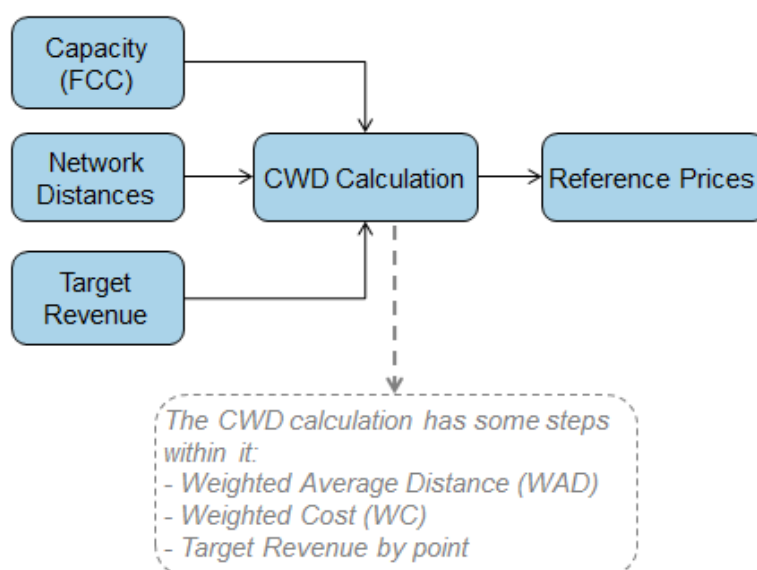 Capacity
(FCC)
Network
Distances
CWD Calculation
Reference Prices
Target
Revenue
The CWD calculation has some steps
within it:
- Weighted Average Distance (WAD)
- Weighted Cost (WC)
- Target Revenue by point